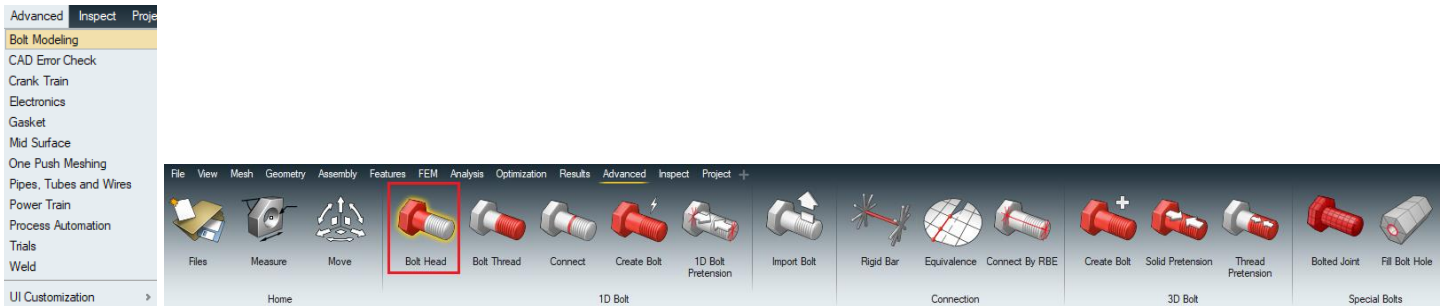 Advanced Inspect Proje
Bolt Modeling
CAD Error Check
Crank Train
Electronics
Gasket
Mid Surface
One Push Meshing
Pipes, Tubes and Wires
Power Train
Process Automation
Trials
Weld
UI Customization >
File View Mesh Geometry Assembly Features FEM Analysis Optimization Results Advanced Inspect Project +
Files Measure Move Bolt Head Bolt Thread Connect Create Bolt 1D Bolt Import Bolt Rigid Bar Equivalence Connect By RBE Create Bolt Solid Pretension Thread Bolted Joint Fill Bolt Hole
Pretension Pretension
Home 1D Bolt Connection 3D Bolt Special Bolts